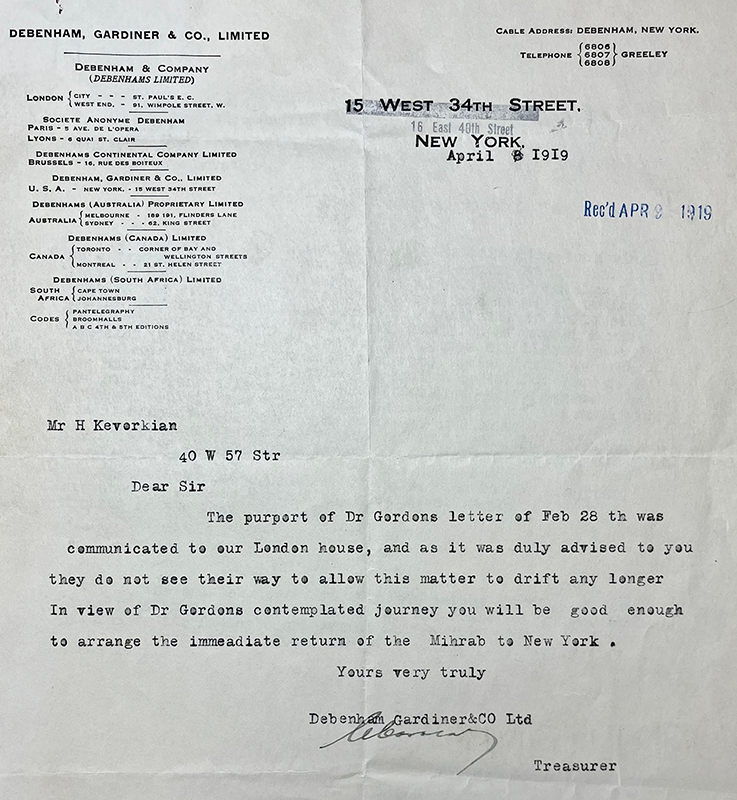 DEBENHAM, GARDINER & CO., LIMITED
DEBENHAM & COMPANY
(DEBENHAMS LIMITED)
LONDON { CITY - - - ST. PAUL'S E. C.
WEST END, - 91, WIMPOLE STREET, W.
SOCIETE ANONYME DEBENHAM
PARIS - 5 AVE. DE L'OPERA
LYONS - 6 QUAI ST. CLAIR
DEBENHAMS CONTINENTAL COMPANY LIMITED
BRUSSELS - 16, RUE DES BOITEUX
DEBENHAM, GARDINER & CO., LIMITED
U. S. A. - NEW YORK, - 15 WEST 34TH STREET
DEBENHAMS (AUSTRALIA) PROPRIETARY LIMITED
AUSTRALIA { MELBOURNE - 189 191, FLINDERS LANE
SYDNEY - - - 62, KING STREET
DEBENHAMS (CANADA) LIMITED
CANADA { TORONTO - - CORNER OF BAY AND
WELLINGTON STREETS
MONTREAL - - 21 ST. HELEN STREET
DEBENHAMS (SOUTH AFRICA) LIMITED
SOUTH AFRICA { CAPE TOWN
JOHANNESBURG
CODES { PANTELEGRAPHY
BROOMHALLS
A B C 4TH & 5TH EDITIONS
CABLE ADDRESS: DEBENHAM, NEW YORK.
TELEPHONE { 6806
6807
6808 } GREELEY
15 WEST 34TH STREET,
16 East 40th Street
NEW YORK,
April 8 1919
Rec'd APR 9 1919
Mr H Kevorkian
40 W 57 Str
Dear Sir
The purport of Dr Gordons letter of Feb 28 th was
communicated to our London house, and as it was duly advised to you
they do not see their way to allow this matter to drift any longer
In view of Dr Gordons contemplated journey you will be good enough
to arrange the immeadiate return of the Mihrab to New York .
Yours very truly
Debenham Gardiner&CO Ltd
Treasurer